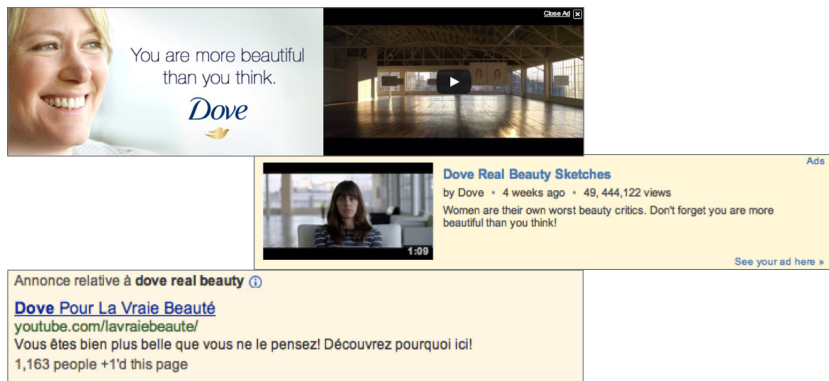 Close Ad X
You are more beautiful
than you think.
Dove
Ads
Dove Real Beauty Sketches
by Dove • 4 weeks ago • 49, 444,122 views
Women are their own worst beauty critics. Don't forget you are more
beautiful than you think!
1:09
See your ad here »
Annonce relative à dove real beauty
Dove Pour La Vraie Beauté
youtube.com/lavraiebeaute/
Vous êtes bien plus belle que vous ne le pensez! Découvrez pourquoi ici!
1,163 people +1'd this page